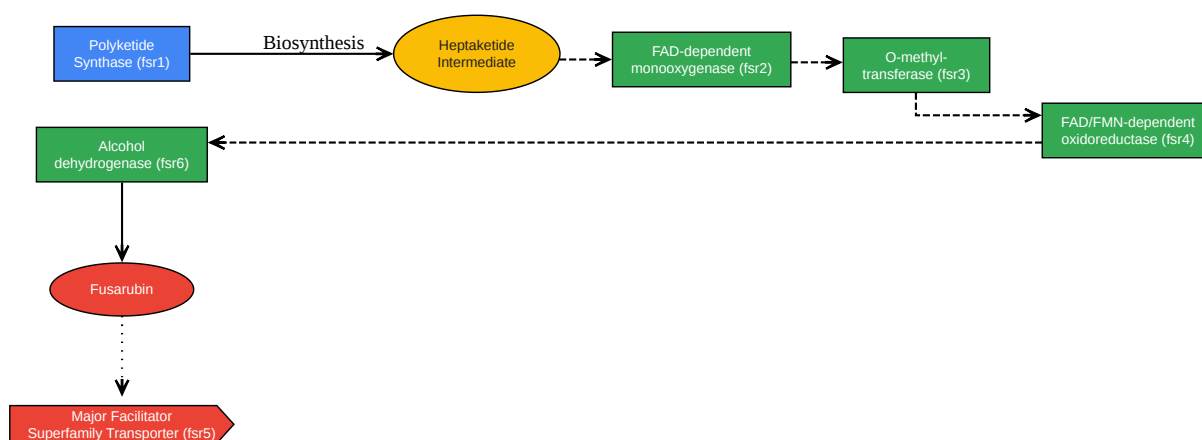 Polyketide
Synthase (fsr1)
Biosynthesis
Heptaketide
Intermediate
FAD-dependent
monooxygenase (fsr2)
O-methyl-
transferase (fsr3)
FAD/FMN-dependent
oxidoreductase (fsr4)
Alcohol
dehydrogenase (fsr6)
Fusarubin
Major Facilitator
Superfamily Transporter (fsr5)